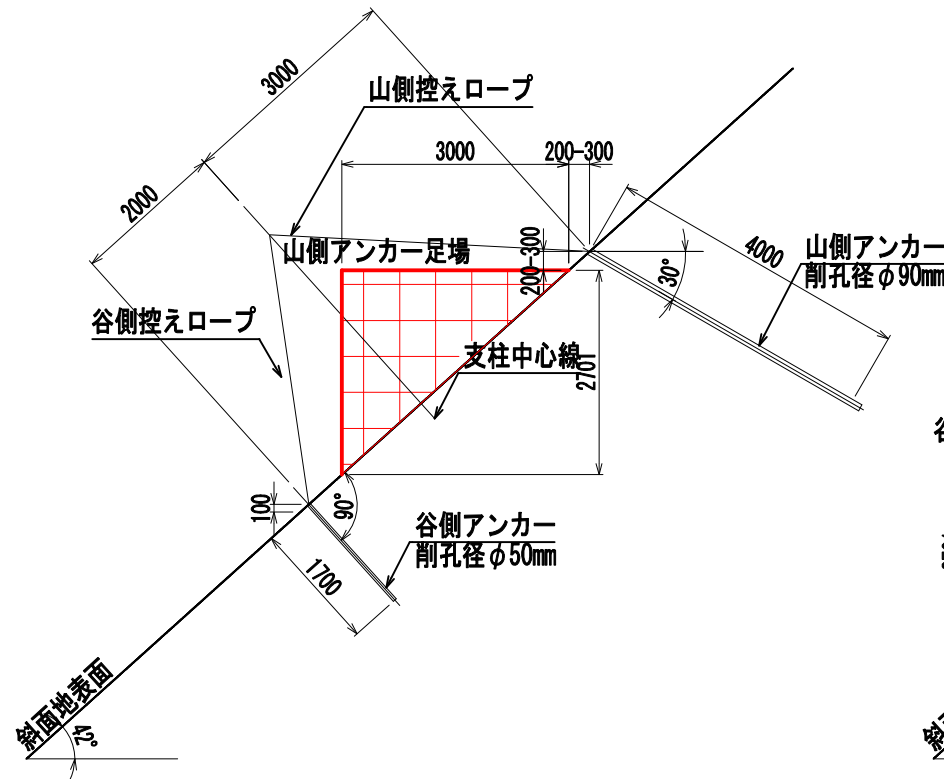 3000
山側控えロープ
2000
3000
200-300
山側アンカー足場
200-300
30°
4000
山側アンカー
削孔径φ90mm
谷側控えロープ
支柱中心線
2701
100
90°
谷側アンカー
削孔径φ50mm
1700
斜面地表面
42°